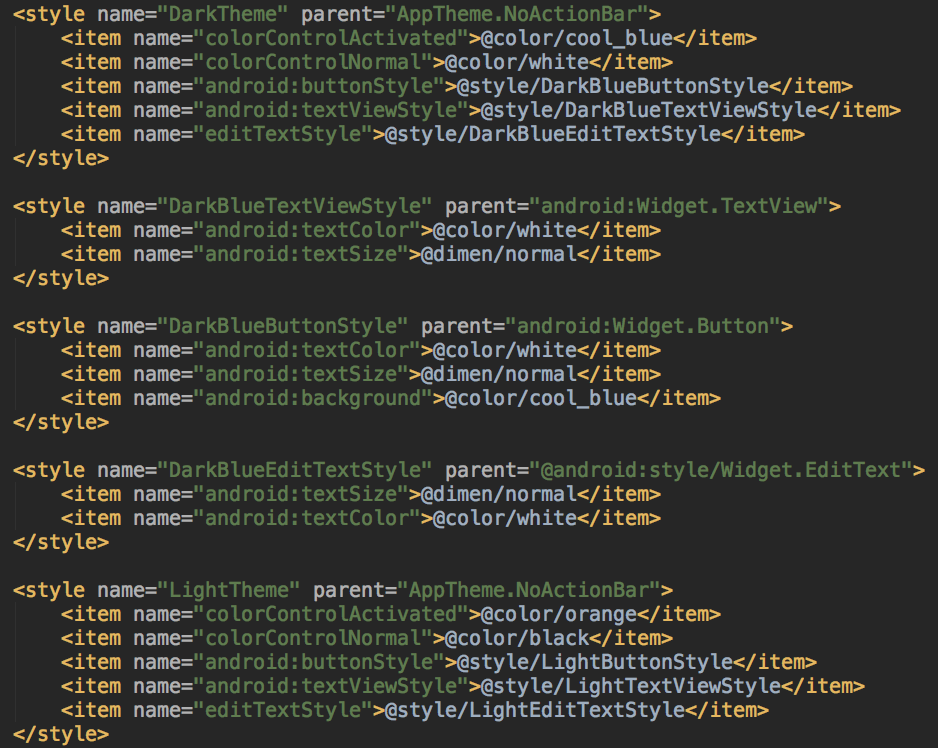 <style name="DarkTheme" parent="AppTheme.NoActionBar">
    <item name="colorControlActivated">@color/cool_blue</item>
    <item name="colorControlNormal">@color/white</item>
    <item name="android:buttonStyle">@style/DarkBlueButtonStyle</item>
    <item name="android:textViewStyle">@style/DarkBlueTextViewStyle</item>
    <item name="editTextStyle">@style/DarkBlueEditTextStyle</item>
</style>

<style name="DarkBlueTextViewStyle" parent="android:Widget.TextView">
    <item name="android:textColor">@color/white</item>
    <item name="android:textSize">@dimen/normal</item>
</style>

<style name="DarkBlueButtonStyle" parent="android:Widget.Button">
    <item name="android:textColor">@color/white</item>
    <item name="android:textSize">@dimen/normal</item>
    <item name="android:background">@color/cool_blue</item>
</style>

<style name="DarkBlueEditTextStyle" parent="@android:style/Widget.EditText">
    <item name="android:textSize">@dimen/normal</item>
    <item name="android:textColor">@color/white</item>
</style>

<style name="LightTheme" parent="AppTheme.NoActionBar">
    <item name="colorControlActivated">@color/orange</item>
    <item name="colorControlNormal">@color/black</item>
    <item name="android:buttonStyle">@style/LightButtonStyle</item>
    <item name="android:textViewStyle">@style/LightTextViewStyle</item>
    <item name="editTextStyle">@style/LightEditTextStyle</item>
</style>